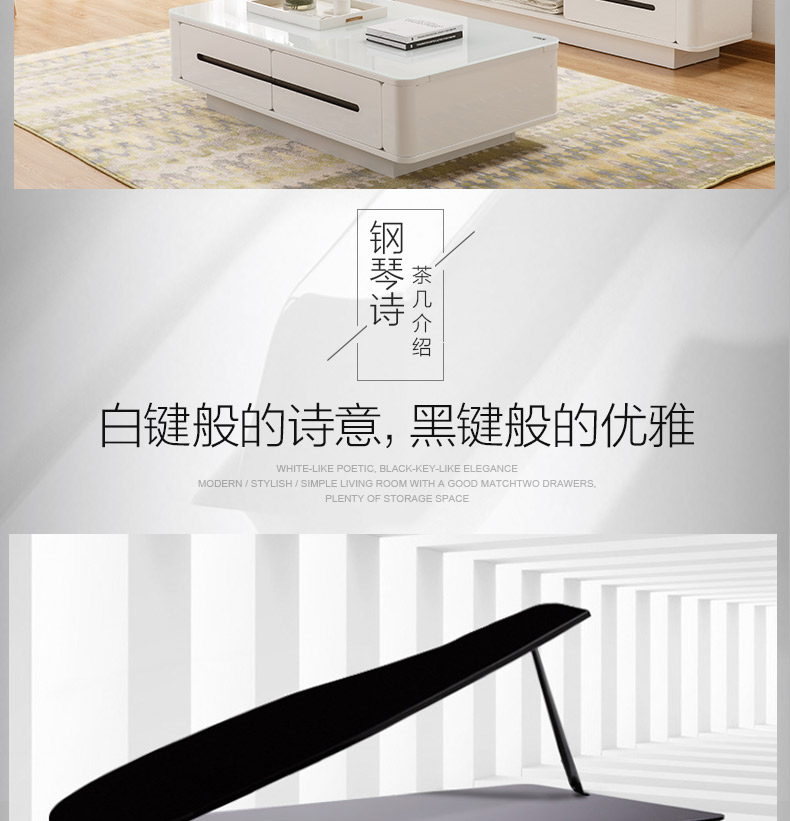 钢琴诗
茶几介绍
白键般的诗意，黑键般的优雅
WHITE-LIKE POETIC, BLACK-KEY-LIKE ELEGANCE
MODERN / STYLISH / SIMPLE LIVING ROOM WITH A GOOD MATCHTWO DRAWERS,
PLENTY OF STORAGE SPACE